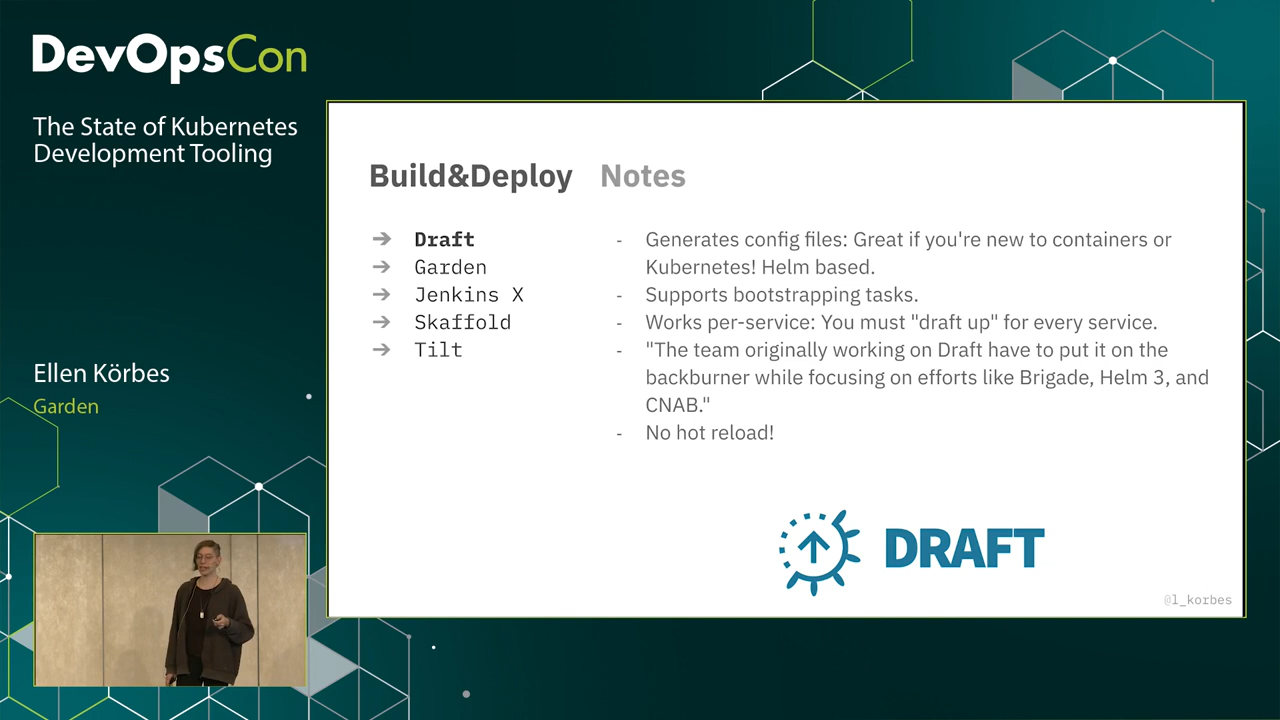 DevOpsCon
The State of Kubernetes
Development Tooling
Ellen Körbes
Garden
Build&Deploy Notes
➔ Draft
➔ Garden
➔ Jenkins X
➔ Skaffold
➔ Tilt
- Generates config files: Great if you're new to containers or
Kubernetes! Helm based.
- Supports bootstrapping tasks.
- Works per-service: You must "draft up" for every service.
- "The team originally working on Draft have to put it on the
backburner while focusing on efforts like Brigade, Helm 3, and
CNAB."
- No hot reload!
DRAFT
@l_korbes